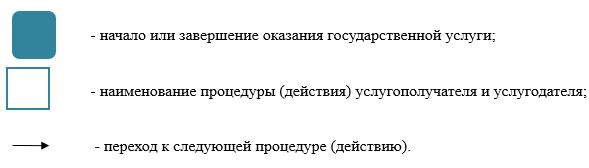 - начало или завершение оказания государственной услуги;
- наименование процедуры (действия) услугополучателя и услугодателя;
- переход к следующей процедуре (действию).